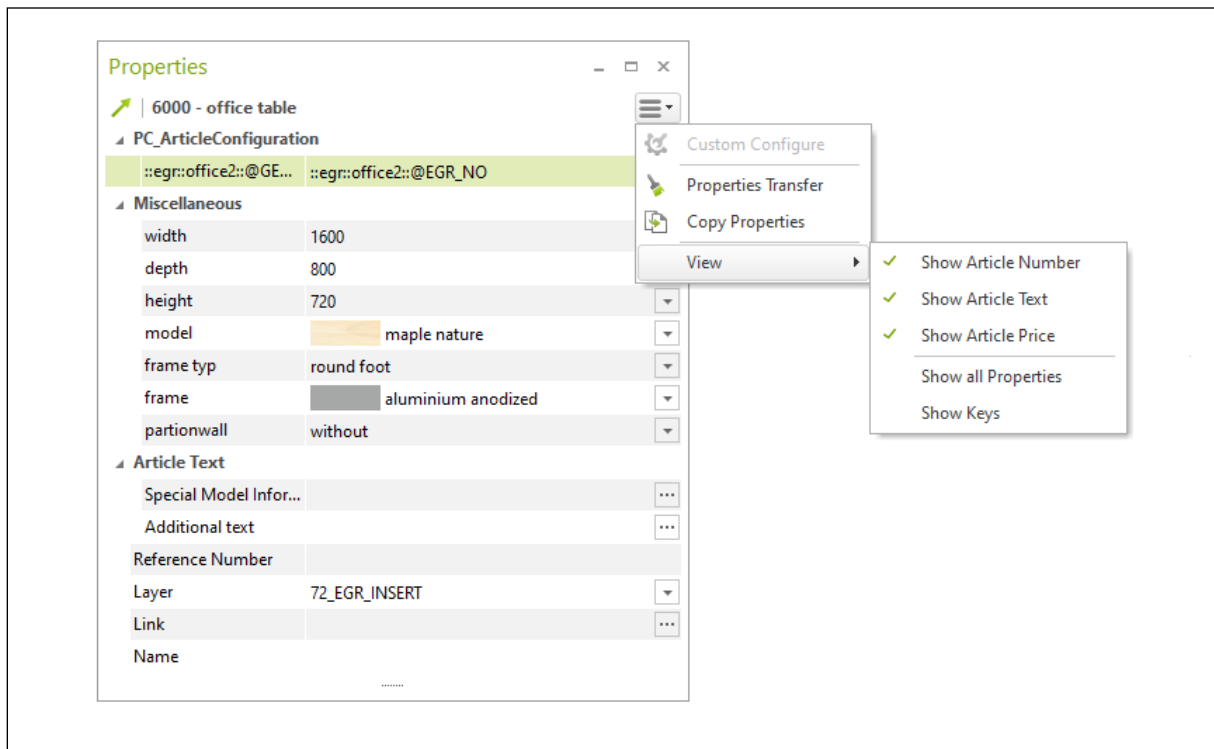 Properties
6000 - office table
PC_ArticleConfiguration
Custom Configure
::egr::office2::@GE... ::egr::office2::@EGR_NO
Properties Transfer
Miscellaneous
Copy Properties
width 1600
View
Show Article Number
depth 800
height 720
Show Article Text
model maple nature
Show Article Price
frame typ round foot
Show all Properties
frame aluminium anodized
Show Keys
partionwall without
Article Text
Special Model Infor...
...
Additional text
...
Reference Number
Layer 72_EGR_INSERT
Link
...
Name